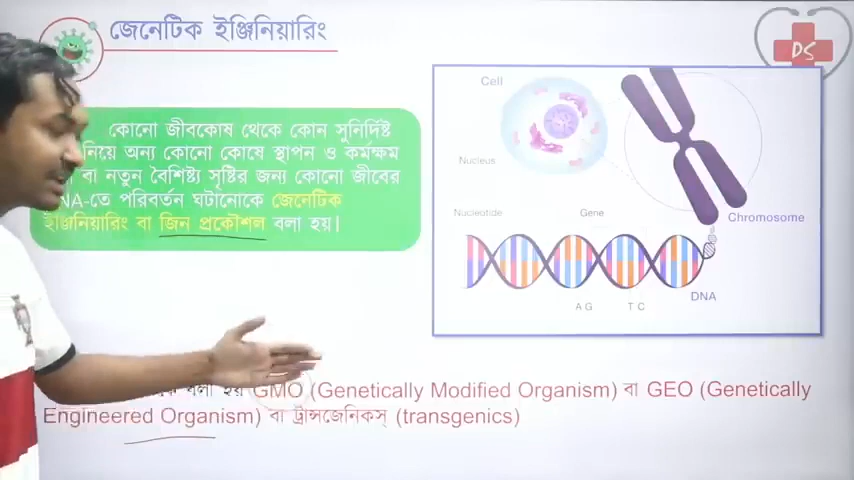 জেনেটিক ইঞ্জিনিয়ারিং
DS
কোনো জীবকোষ থেকে কোন সুনির্দিষ্ট
নিয়ে অন্য কোনো কোষে স্থাপন ও কর্মক্ষম
বা নতুন বৈশিষ্ট্য সৃষ্টির জন্য কোনো জীবের
NA-তে পরিবর্তন ঘটানোকে জেনেটিক
ইঞ্জিনিয়ারিং বা জিন প্রকৌশল বলা হয়।
Cell
Nucleus
Nucleotide
Gene
Chromosome
DNA
A G
T C
বলা হয় GMO (Genetically Modified Organism) বা GEO (Genetically
Engineered Organism) বা ট্রান্সজেনিকস্ (transgenics)